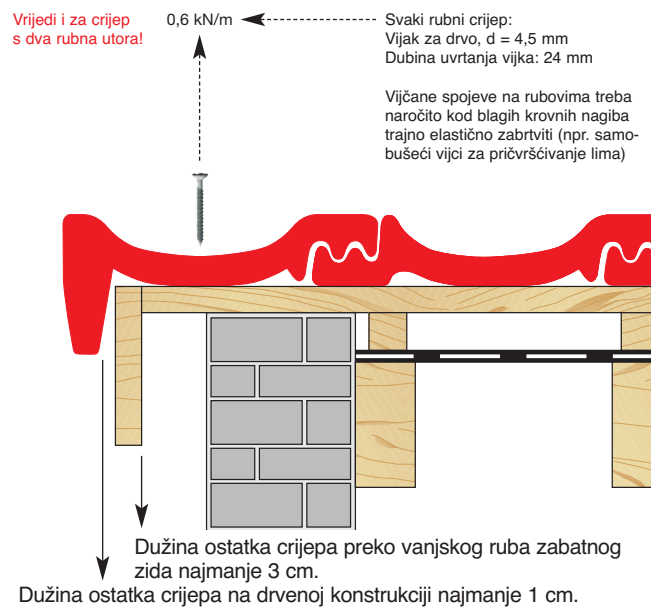 Vrijedi i za crijep
s dva rubna utora!
0,6 kN/m
Svaki rubni crijep:
Vijak za drvo, d = 4,5 mm
Dubina uvrtanja vijka: 24 mm
Vijčane spojeve na rubovima treba
naročito kod blagih krovnih nagiba
trajno elastično zabrtviti (npr. samo-
bušeći vijci za pričvršćivanje lima)
Dužina ostatka crijepa preko vanjskog ruba zabatnog
zida najmanje 3 cm.
Dužina ostatka crijepa na drvenoj konstrukciji najmanje 1 cm.